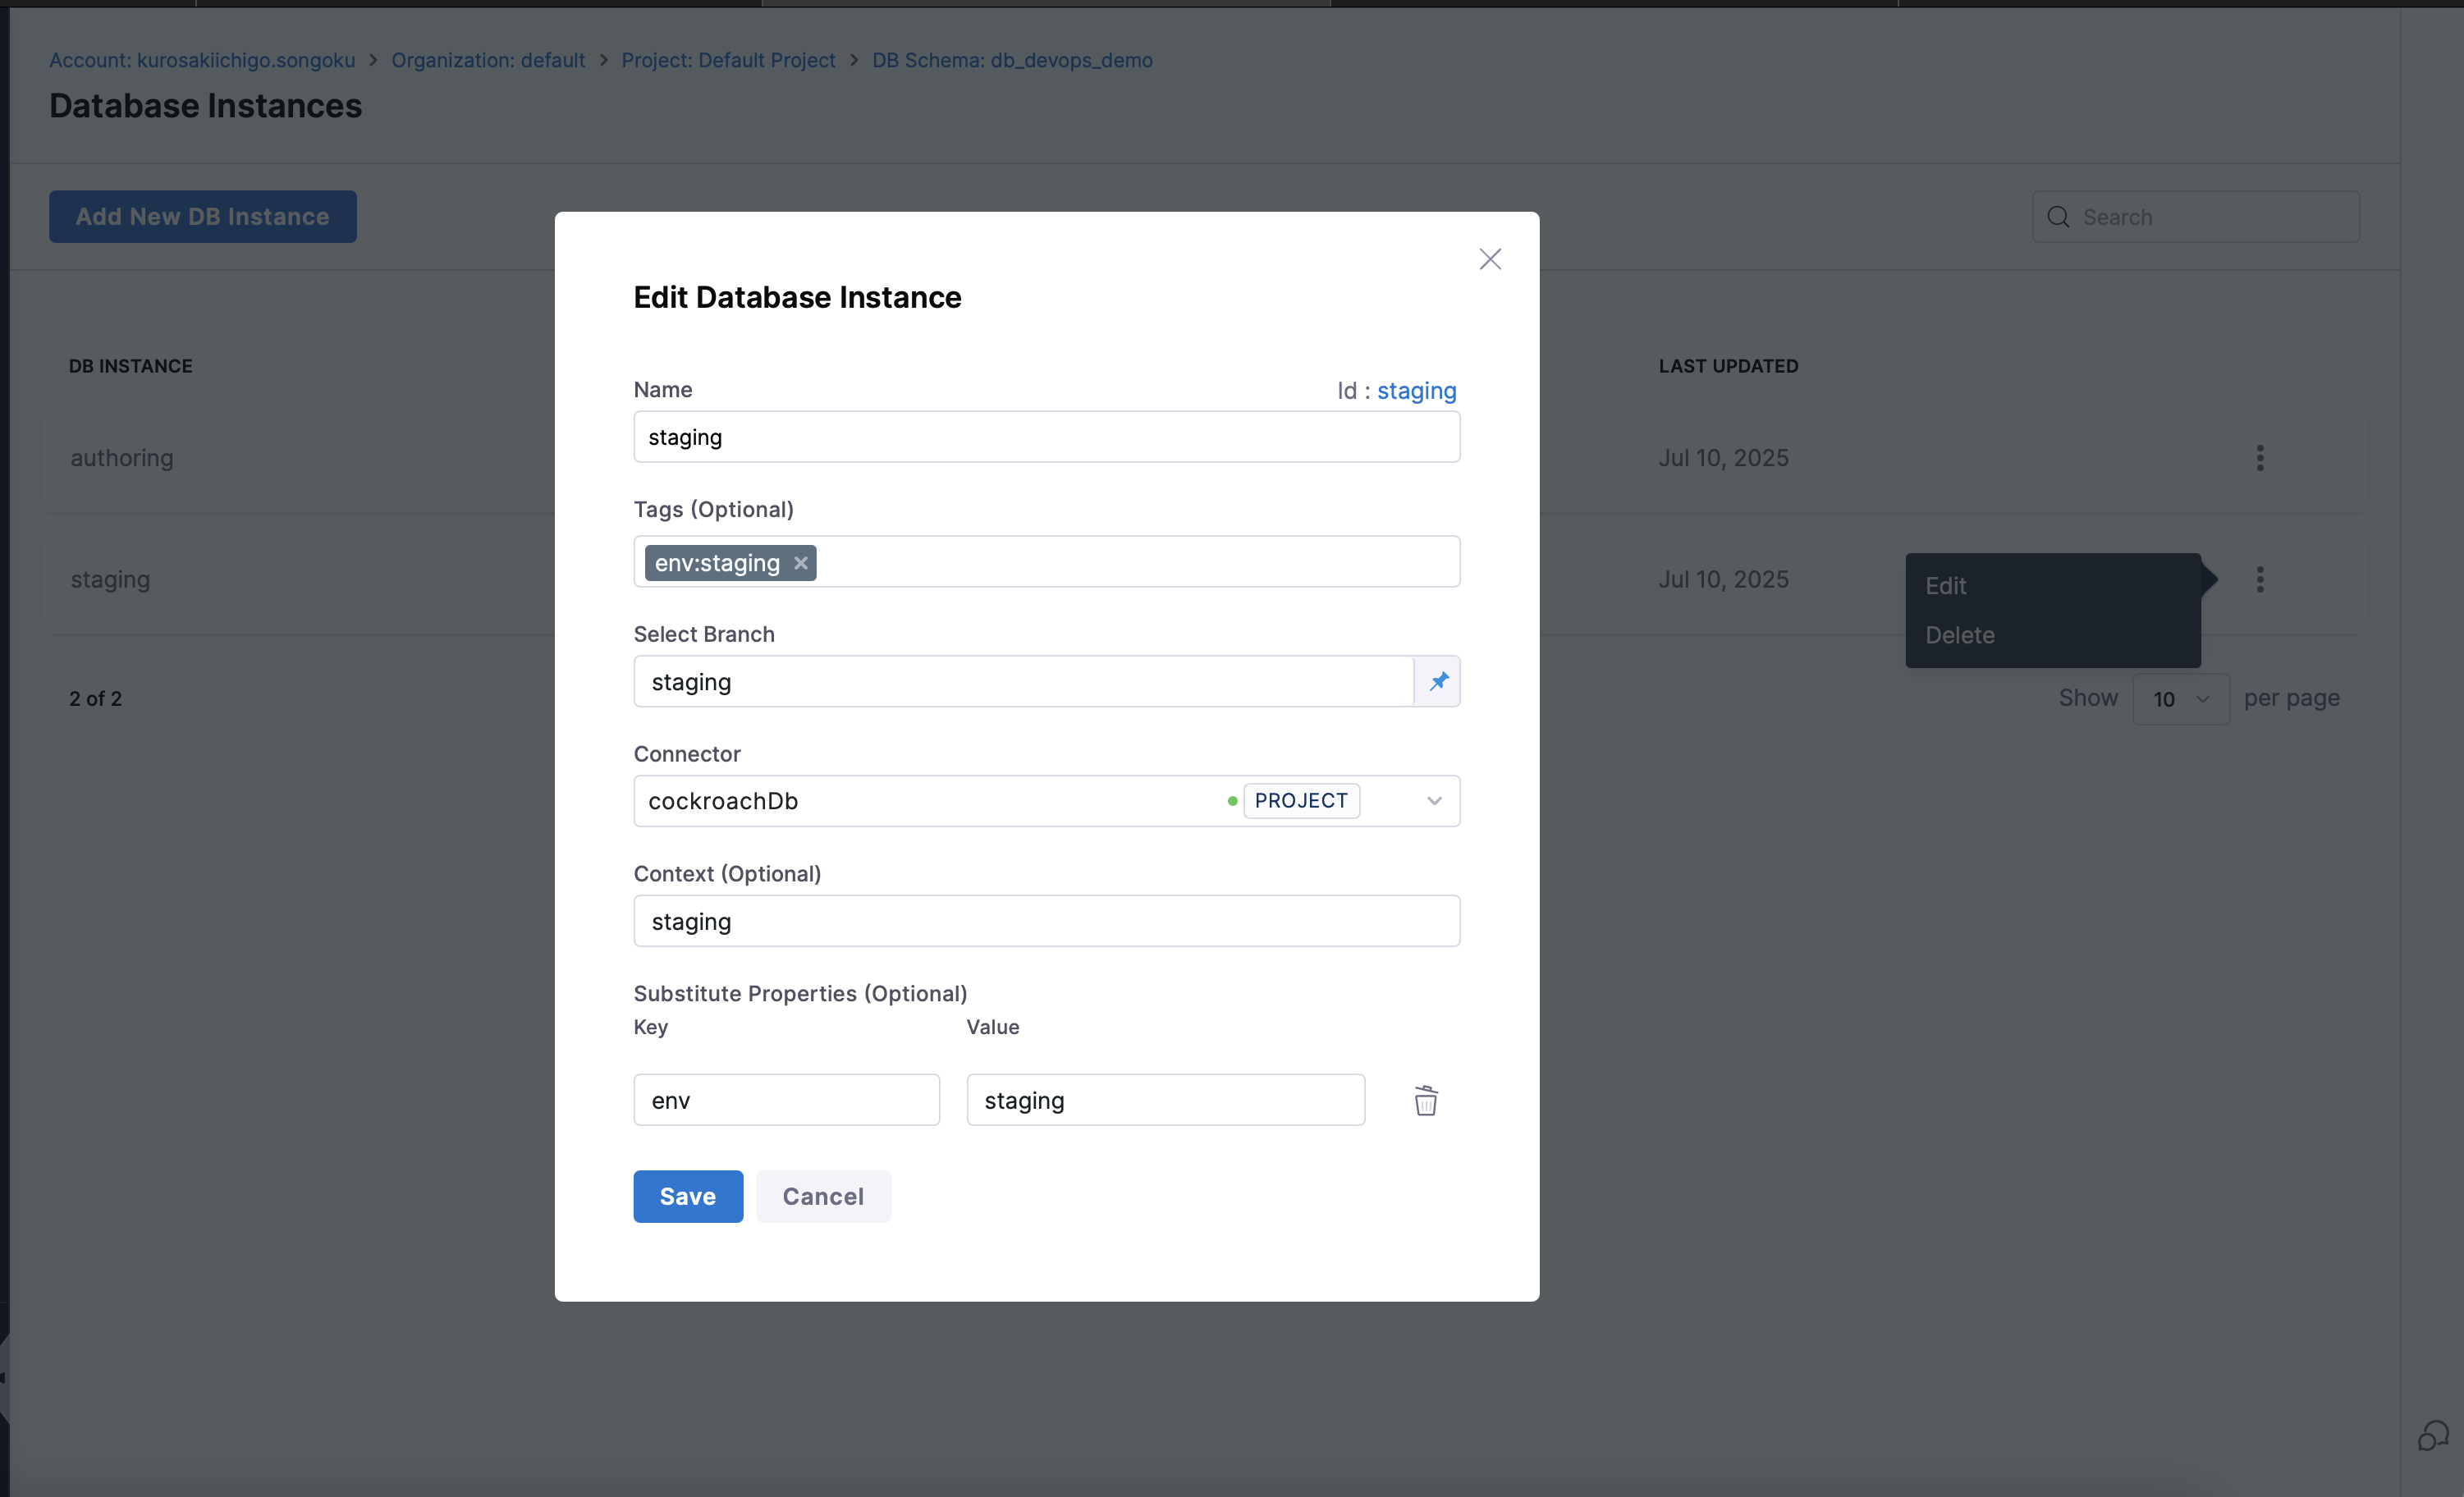 Account: kurosakiichigo.songoku > Organization: default > Project: Default Project > DB Schema: db_devops_demo
Database Instances
Add New DB Instance
Search
DB INSTANCE
LAST UPDATED
authoring
Jul 10, 2025
staging
Jul 10, 2025
Edit
Delete
2 of 2
Show 10 per page
Edit Database Instance
Name
Id : staging
staging
Tags (Optional)
env:staging
Select Branch
staging
Connector
cockroachDb
PROJECT
Context (Optional)
staging
Substitute Properties (Optional)
Key Value
env staging
Save Cancel